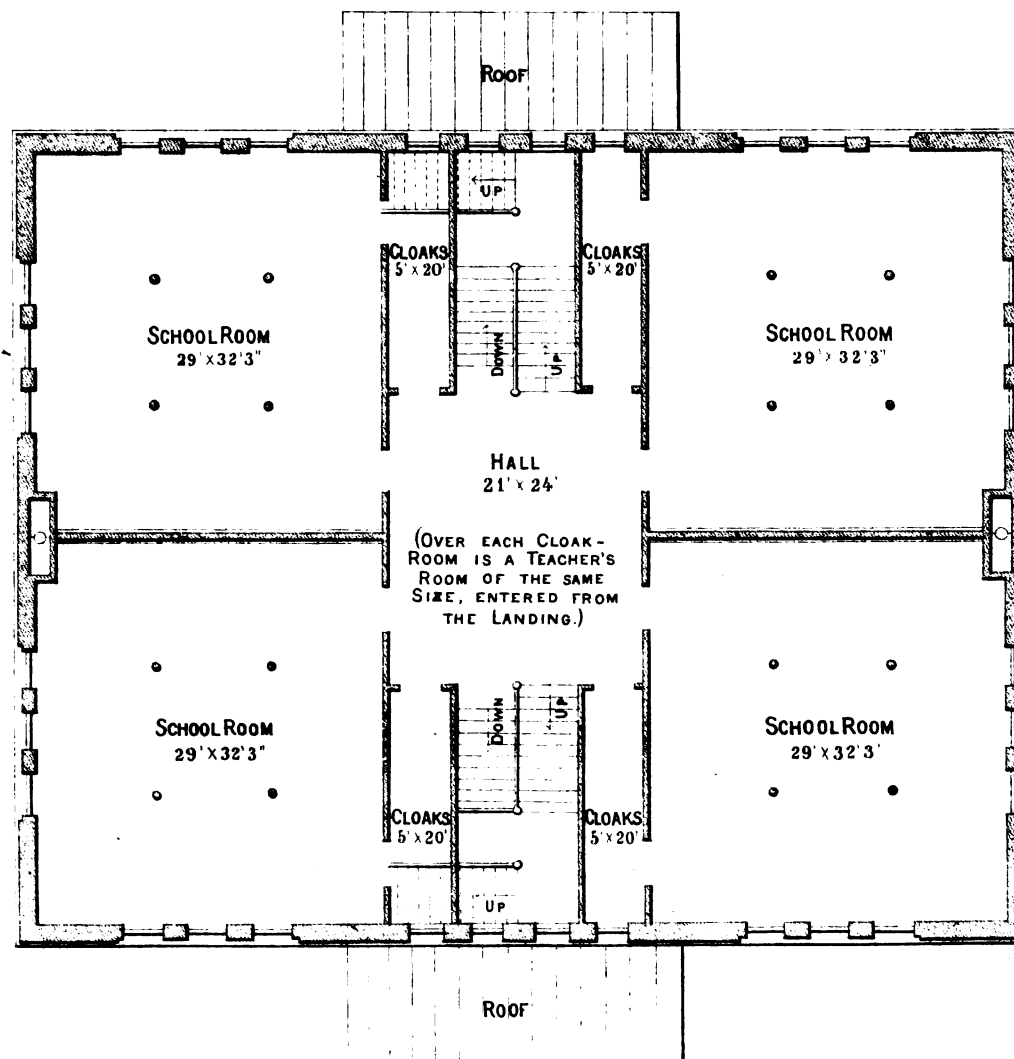 ROOF
UP
CLOAKS
5' X 20'
CLOAKS
5' X 20'
SCHOOL ROOM
29' X 32'3"
DOWN
UP
SCHOOL ROOM
29' X 32'3"
HALL
21' X 24'
(OVER EACH CLOAK-
ROOM IS A TEACHER'S
ROOM OF THE SAME
SIZE, ENTERED FROM
THE LANDING.)
SCHOOL ROOM
29' X 32'3"
DOWN
UP
SCHOOL ROOM
29' X 32'3'
CLOAKS
5' X 20'
CLOAKS
5' X 20'
UP
ROOF